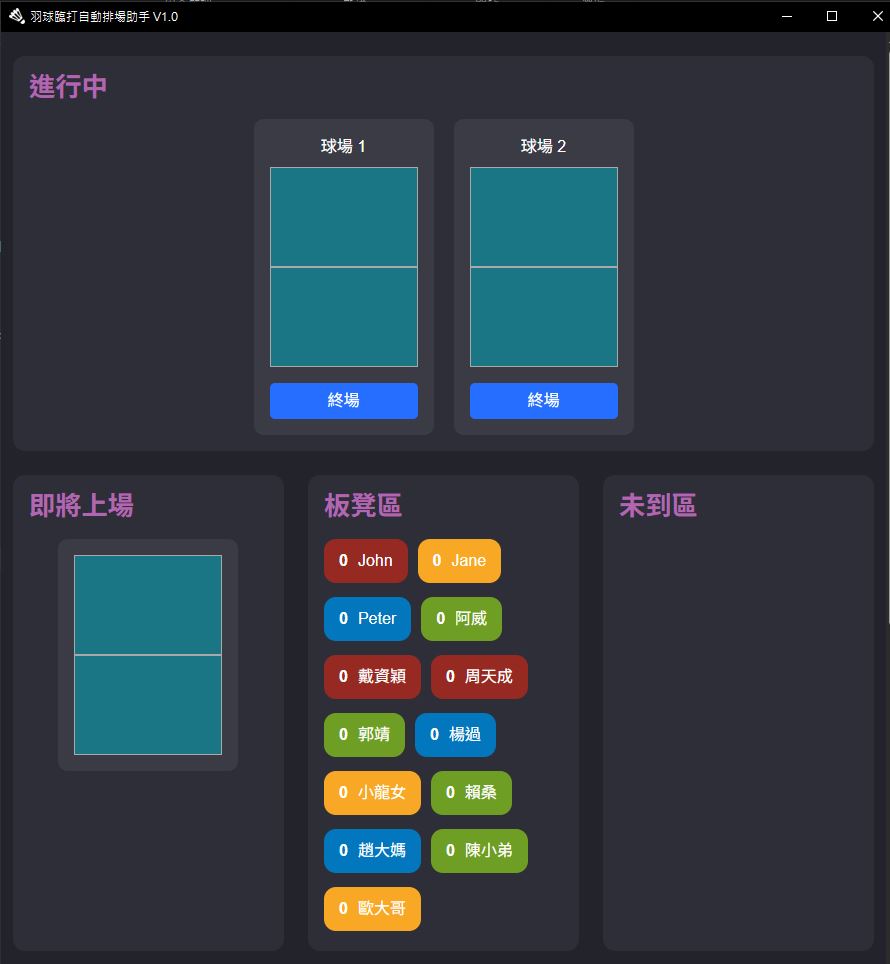 羽球臨打自動排場助手 V1.0
進行中
球場 1
球場 2
終場
終場
即將上場
板凳區
0 John
0 Jane
0 Peter
0 阿威
0 戴資穎
0 周天成
0 郭靖
0 楊過
0 小龍女
0 賴桑
0 趙大媽
0 陳小弟
0 歐大哥
未到區